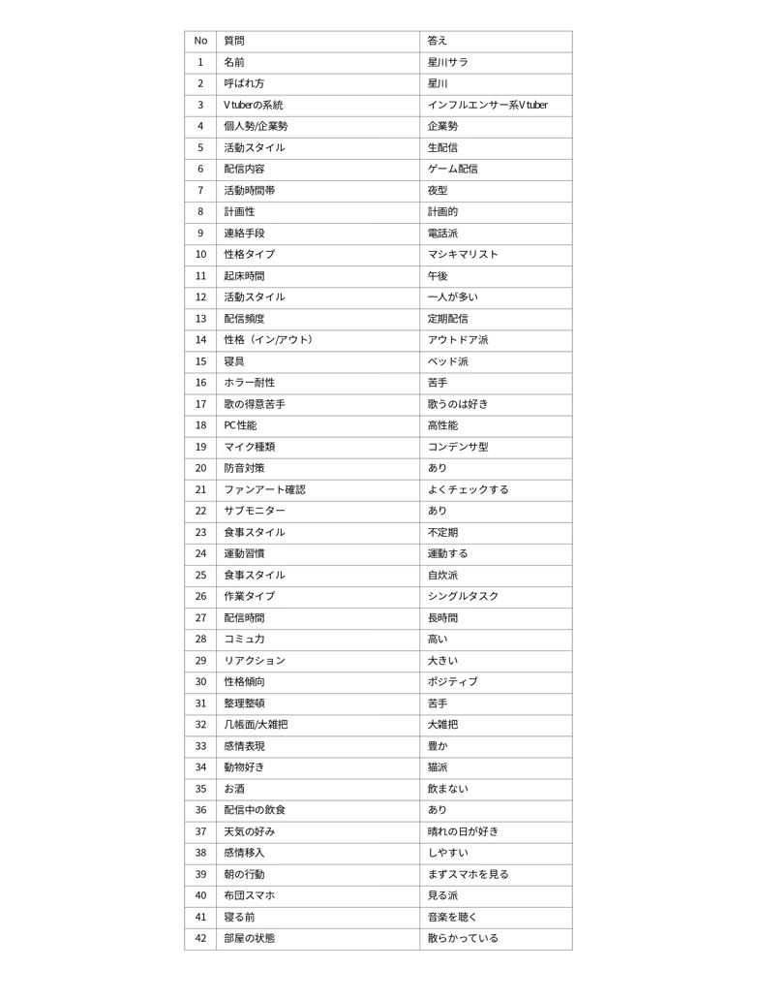 No 質問 答え
1 名前 星川サラ
2 呼ばれ方 星川
3 Vtuberの系統 インフルエンサー系Vtuber
4 個人勢/企業勢 企業勢
5 活動スタイル 生配信
6 配信内容 ゲーム配信
7 活動時間帯 夜型
8 計画性 計画的
9 連絡手段 電話派
10 性格タイプ マシキマリスト
11 起床時間 午後
12 活動スタイル 一人が多い
13 配信頻度 定期配信
14 性格（イン/アウト） アウトドア派
15 寝具 ベッド派
16 ホラー耐性 苦手
17 歌の得意苦手 歌うのは好き
18 PC性能 高性能
19 マイク種類 コンデンサ型
20 防音対策 あり
21 ファンアート確認 よくチェックする
22 サブモニター あり
23 食事スタイル 不定期
24 運動習慣 運動する
25 食事スタイル 自炊派
26 作業タイプ シングルタスク
27 配信時間 長時間
28 コミュ力 高い
29 リアクション 大きい
30 性格傾向 ポジティブ
31 整理整頓 苦手
32 几帳面/大雑把 大雑把
33 感情表現 豊か
34 動物好き 猫派
35 お酒 飲まない
36 配信中の飲食 あり
37 天気の好み 晴れの日が好き
38 感情移入 しやすい
39 朝の行動 まずスマホを見る
40 布団スマホ 見る派
41 寝る前 音楽を聴く
42 部屋の状態 散らかっている